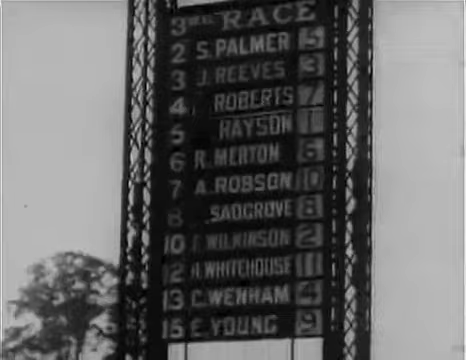 3RD RACE
2 S. PALMER 5
3 J. REEVES 3
4 ROBERTS 7
5 RAYSON 1
6 R. MERTON 6
7 A. ROBSON 10
8 SADGROVE 8
10 WILKINSON 2
12 WHITEHOUSE 11
13 C. WENHAM 4
15 E. YOUNG 9